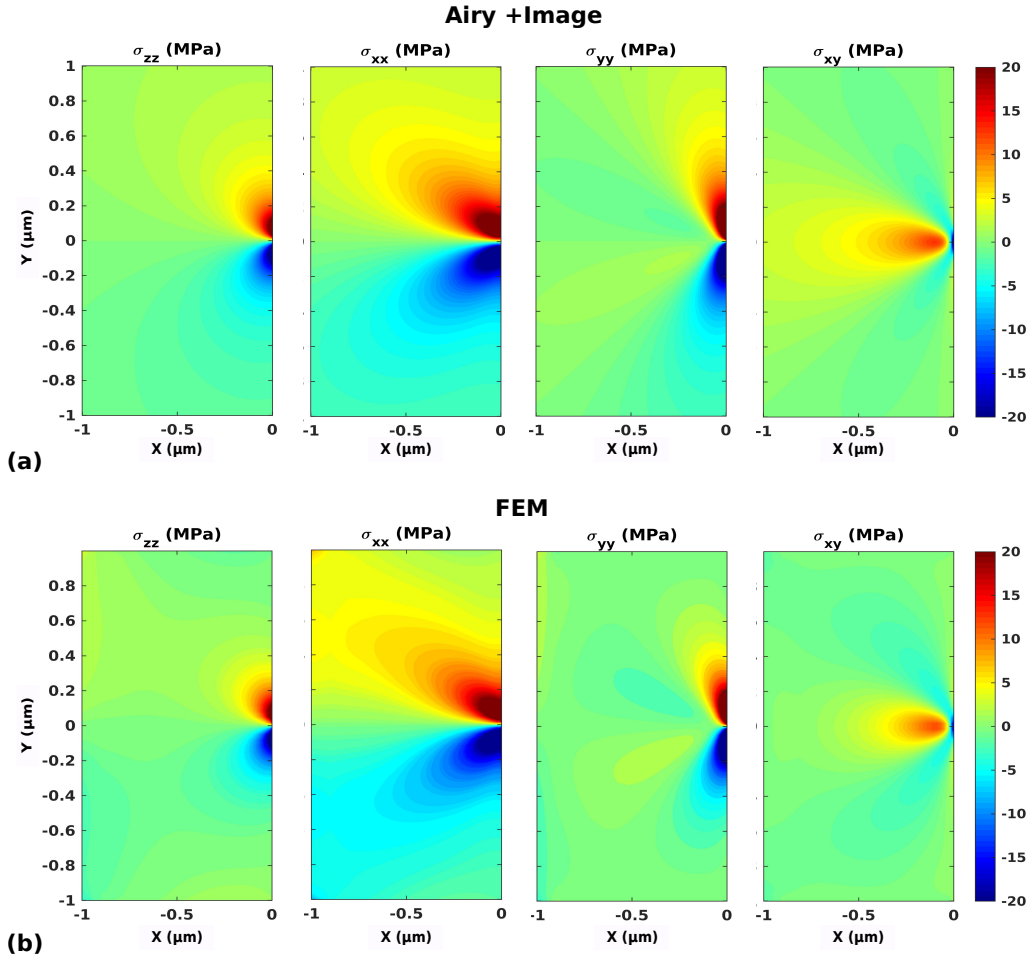 Airy +Image
σzz (MPa) σxx (MPa) σyy (MPa) σxy (MPa)
1 0.8 0.6 0.4 0.2 0 -0.2 -0.4 -0.6 -0.8 -1
Y (μm)
20 15 10 5 0 -5 -10 -15 -20
-1 -0.5 0 -1 -0.5 0 -1 -0.5 0 -1 -0.5 0
X (μm) X (μm) X (μm) X (μm)
(a)
FEM
σzz (MPa) σxx (MPa) σyy (MPa) σxy (MPa)
0.8 0.6 0.4 0.2 0 -0.2 -0.4 -0.6 -0.8 -1
Y (μm)
20 15 10 5 0 -5 -10 -15 -20
-1 -0.5 0 -1 -0.5 0 -1 -0.5 0 -1 -0.5 0
X (μm) X (μm) X (μm) X (μm)
(b)